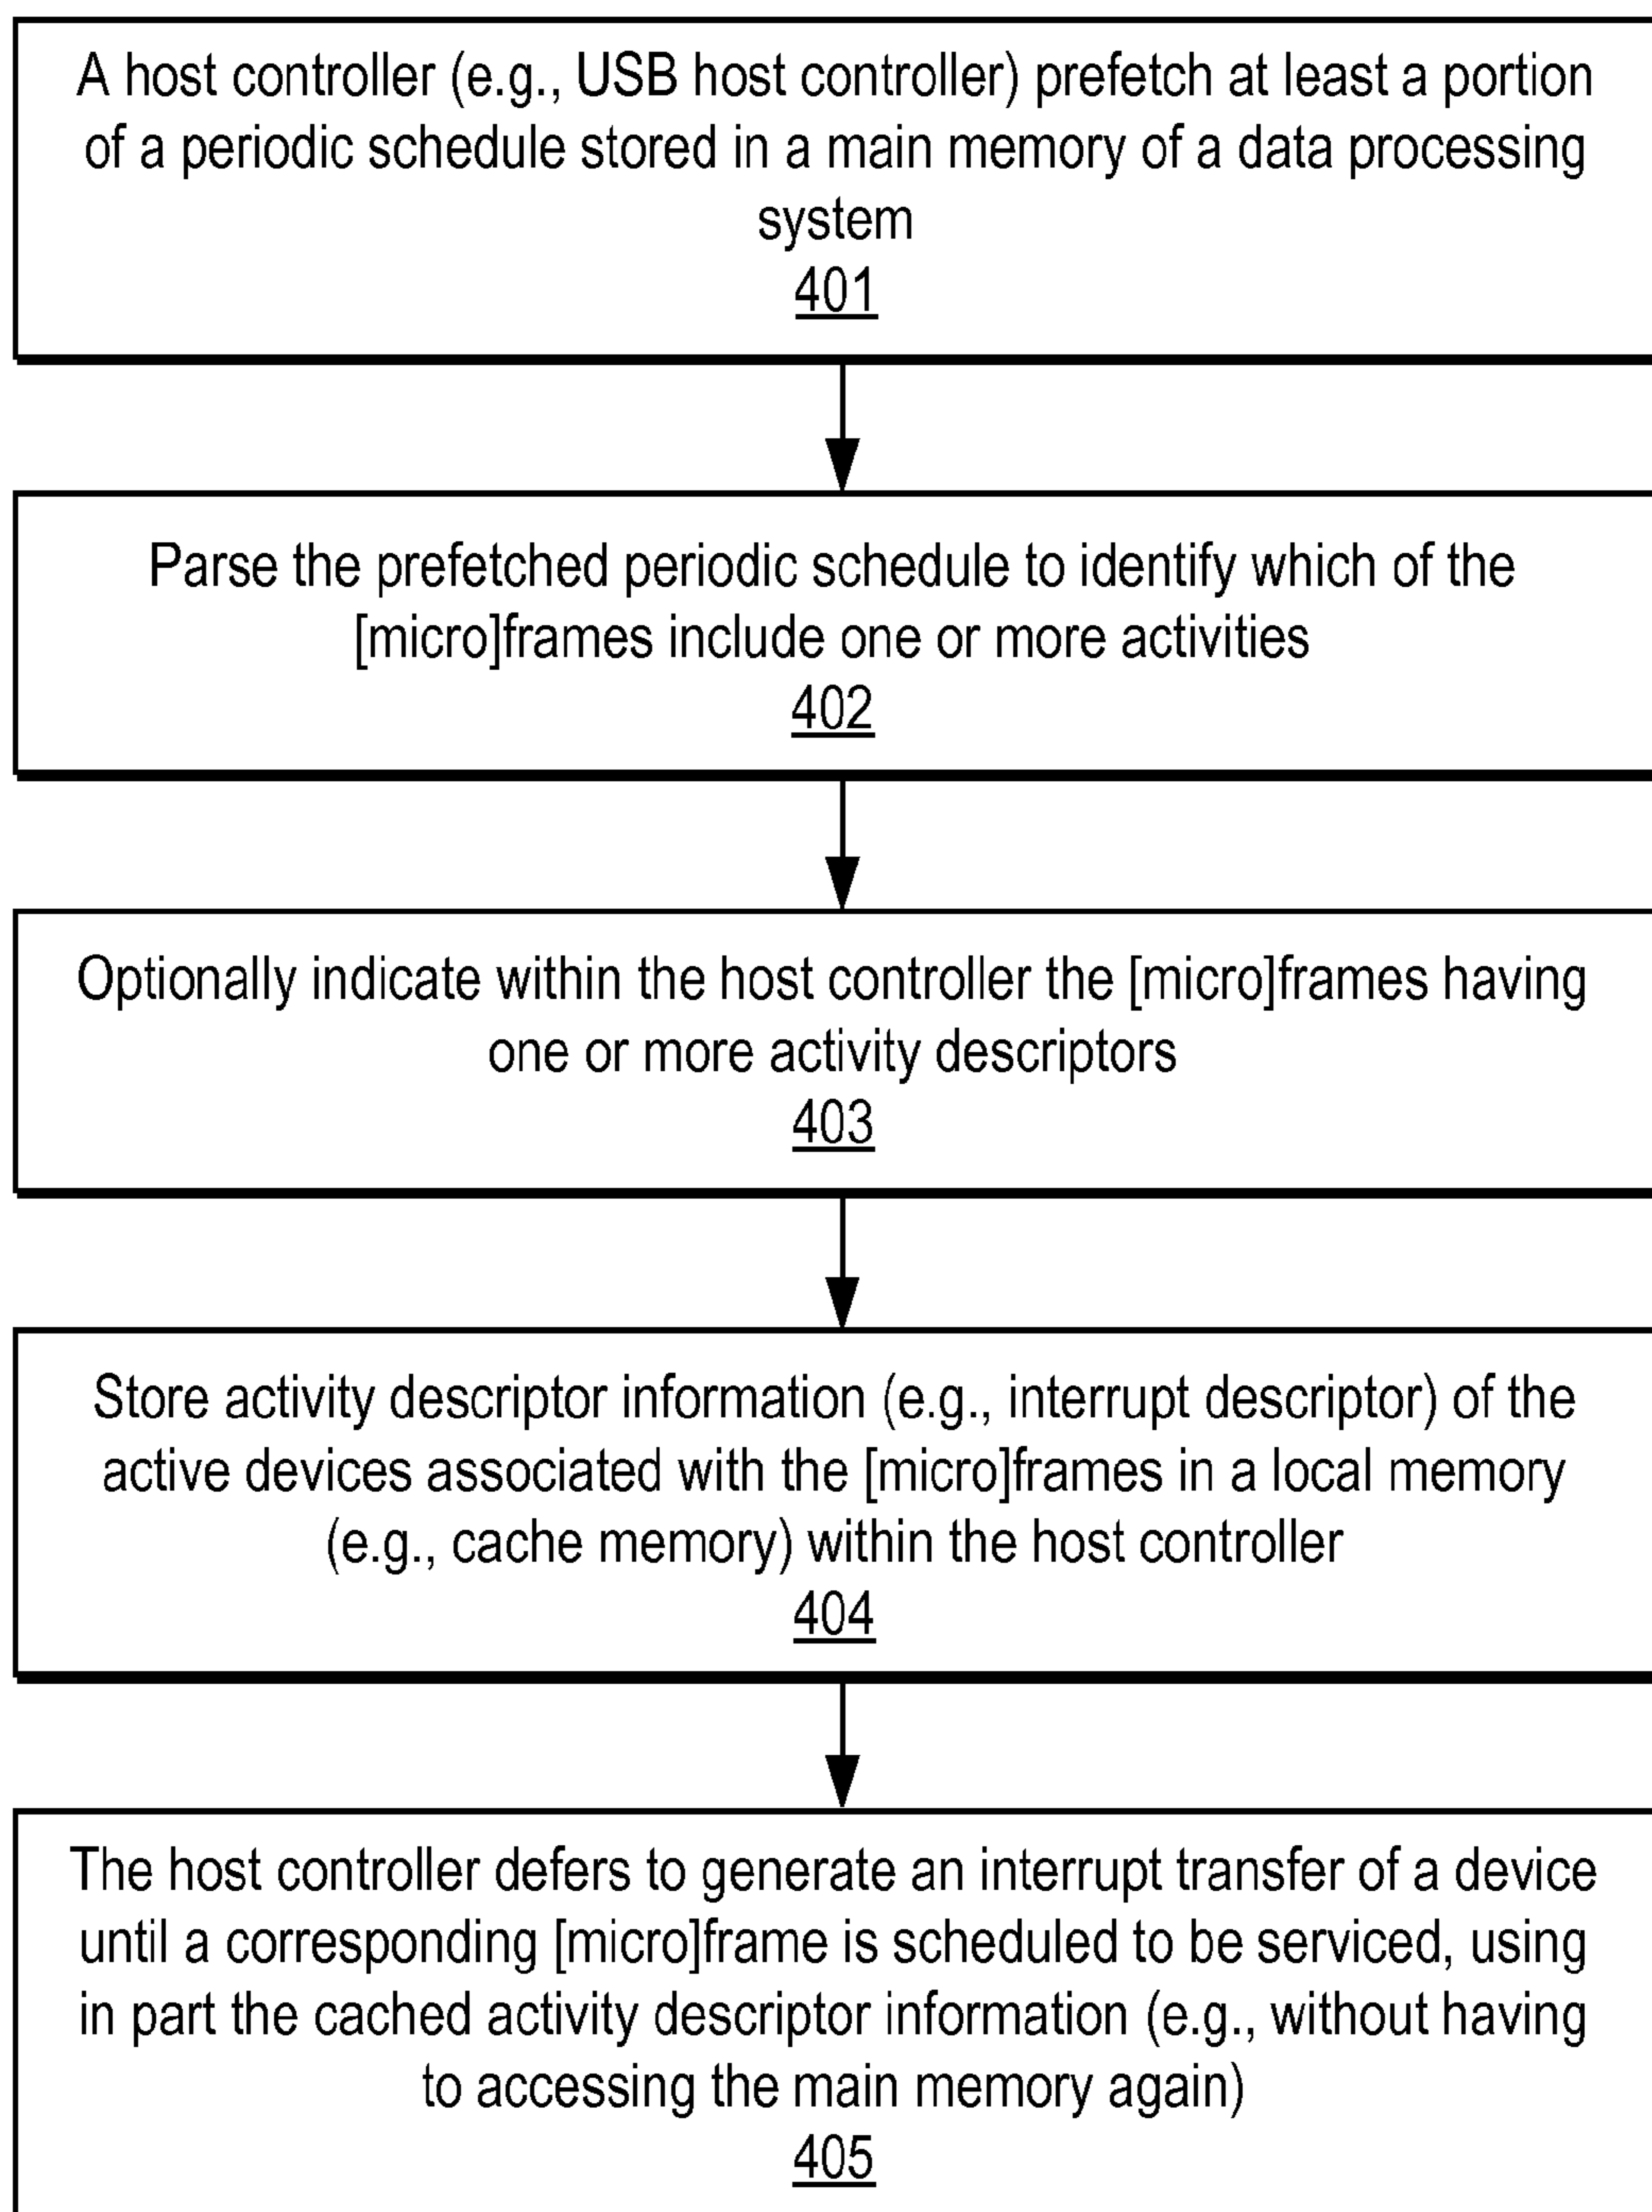 A host controller (e.g., USB host controller) prefetch at least a portion
of a periodic schedule stored in a main memory of a data processing
system
401
Parse the prefetched periodic schedule to identify which of the
[micro]frames include one or more activities
402
Optionally indicate within the host controller the [micro]frames having
one or more activity descriptors
403
Store activity descriptor information (e.g., interrupt descriptor) of the
active devices associated with the [micro]frames in a local memory
(e.g., cache memory) within the host controller
404
The host controller defers to generate an interrupt transfer of a device
until a corresponding [micro]frame is scheduled to be serviced, using
in part the cached activity descriptor information (e.g., without having
to accessing the main memory again)
405